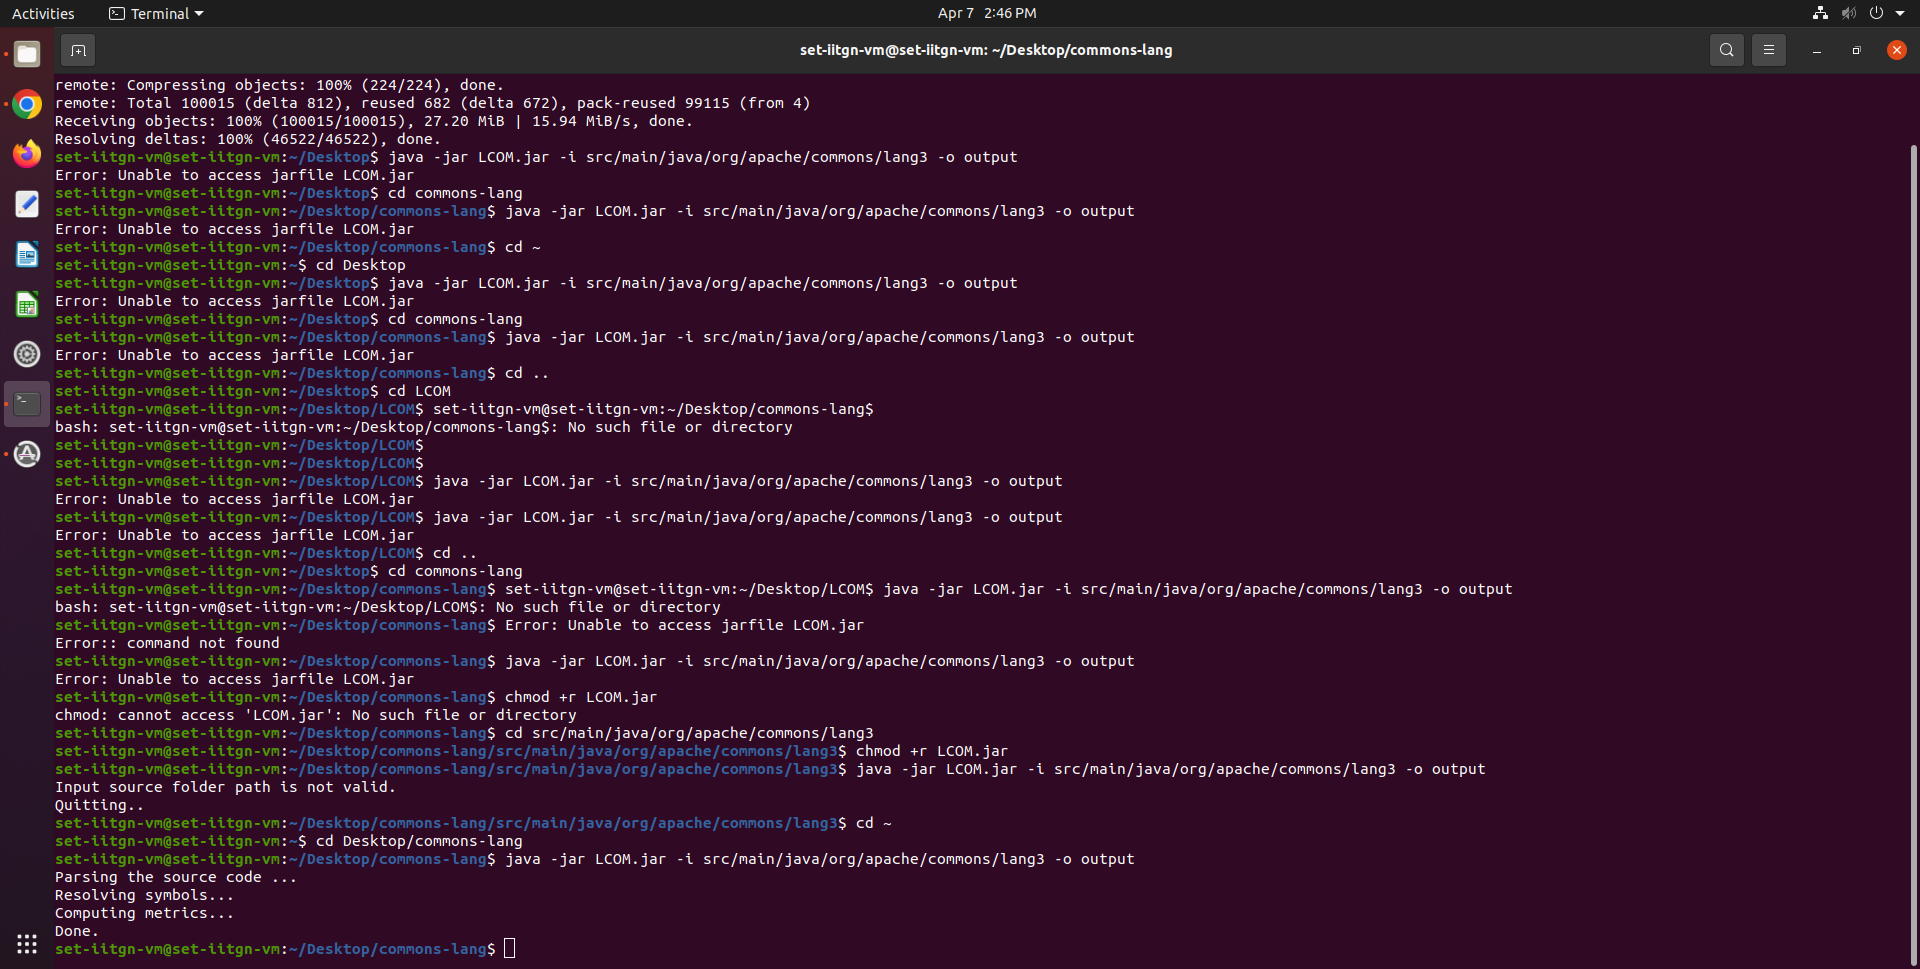 Activities
Terminal
Apr 7 2:46 PM
set-iitgn-vm@set-iitgn-vm: ~/Desktop/commons-lang
remote: Compressing objects: 100% (224/224), done.
remote: Total 100015 (delta 812), reused 682 (delta 672), pack-reused 99115 (from 4)
Receiving objects: 100% (100015/100015), 27.20 MiB | 15.94 MiB/s, done.
Resolving deltas: 100% (46522/46522), done.
set-iitgn-vm@set-iitgn-vm:~/Desktop$ java -jar LCOM.jar -i src/main/java/org/apache/commons/lang3 -o output
Error: Unable to access jarfile LCOM.jar
set-iitgn-vm@set-iitgn-vm:~/Desktop$ cd commons-lang
set-iitgn-vm@set-iitgn-vm:~/Desktop/commons-lang$ java -jar LCOM.jar -i src/main/java/org/apache/commons/lang3 -o output
Error: Unable to access jarfile LCOM.jar
set-iitgn-vm@set-iitgn-vm:~/Desktop/commons-lang$ cd ~
set-iitgn-vm@set-iitgn-vm:~$ cd Desktop
set-iitgn-vm@set-iitgn-vm:~/Desktop$ java -jar LCOM.jar -i src/main/java/org/apache/commons/lang3 -o output
Error: Unable to access jarfile LCOM.jar
set-iitgn-vm@set-iitgn-vm:~/Desktop$ cd commons-lang
set-iitgn-vm@set-iitgn-vm:~/Desktop/commons-lang$ java -jar LCOM.jar -i src/main/java/org/apache/commons/lang3 -o output
Error: Unable to access jarfile LCOM.jar
set-iitgn-vm@set-iitgn-vm:~/Desktop/commons-lang$ cd ..
set-iitgn-vm@set-iitgn-vm:~/Desktop$ cd LCOM
set-iitgn-vm@set-iitgn-vm:~/Desktop/LCOM$ set-iitgn-vm@set-iitgn-vm:~/Desktop/commons-lang$
bash: set-iitgn-vm@set-iitgn-vm:~/Desktop/commons-lang$: No such file or directory
set-iitgn-vm@set-iitgn-vm:~/Desktop/LCOM$
set-iitgn-vm@set-iitgn-vm:~/Desktop/LCOM$
set-iitgn-vm@set-iitgn-vm:~/Desktop/LCOM$ java -jar LCOM.jar -i src/main/java/org/apache/commons/lang3 -o output
Error: Unable to access jarfile LCOM.jar
set-iitgn-vm@set-iitgn-vm:~/Desktop/LCOM$ java -jar LCOM.jar -i src/main/java/org/apache/commons/lang3 -o output
Error: Unable to access jarfile LCOM.jar
set-iitgn-vm@set-iitgn-vm:~/Desktop/LCOM$ cd ..
set-iitgn-vm@set-iitgn-vm:~/Desktop$ cd commons-lang
set-iitgn-vm@set-iitgn-vm:~/Desktop/commons-lang$ set-iitgn-vm@set-iitgn-vm:~/Desktop/LCOM$ java -jar LCOM.jar -i src/main/java/org/apache/commons/lang3 -o output
bash: set-iitgn-vm@set-iitgn-vm:~/Desktop/LCOM$: No such file or directory
set-iitgn-vm@set-iitgn-vm:~/Desktop/commons-lang$ Error: Unable to access jarfile LCOM.jar
Error:: command not found
set-iitgn-vm@set-iitgn-vm:~/Desktop/commons-lang$ java -jar LCOM.jar -i src/main/java/org/apache/commons/lang3 -o output
Error: Unable to access jarfile LCOM.jar
set-iitgn-vm@set-iitgn-vm:~/Desktop/commons-lang$ chmod +r LCOM.jar
chmod: cannot access 'LCOM.jar': No such file or directory
set-iitgn-vm@set-iitgn-vm:~/Desktop/commons-lang$ cd src/main/java/org/apache/commons/lang3
set-iitgn-vm@set-iitgn-vm:~/Desktop/commons-lang/src/main/java/org/apache/commons/lang3$ chmod +r LCOM.jar
set-iitgn-vm@set-iitgn-vm:~/Desktop/commons-lang/src/main/java/org/apache/commons/lang3$ java -jar LCOM.jar -i src/main/java/org/apache/commons/lang3 -o output
Input source folder path is not valid.
Quitting..
set-iitgn-vm@set-iitgn-vm:~/Desktop/commons-lang/src/main/java/org/apache/commons/lang3$ cd ~
set-iitgn-vm@set-iitgn-vm:~$ cd Desktop/commons-lang
set-iitgn-vm@set-iitgn-vm:~/Desktop/commons-lang$ java -jar LCOM.jar -i src/main/java/org/apache/commons/lang3 -o output
Parsing the source code ...
Resolving symbols...
Computing metrics...
Done.
set-iitgn-vm@set-iitgn-vm:~/Desktop/commons-lang$